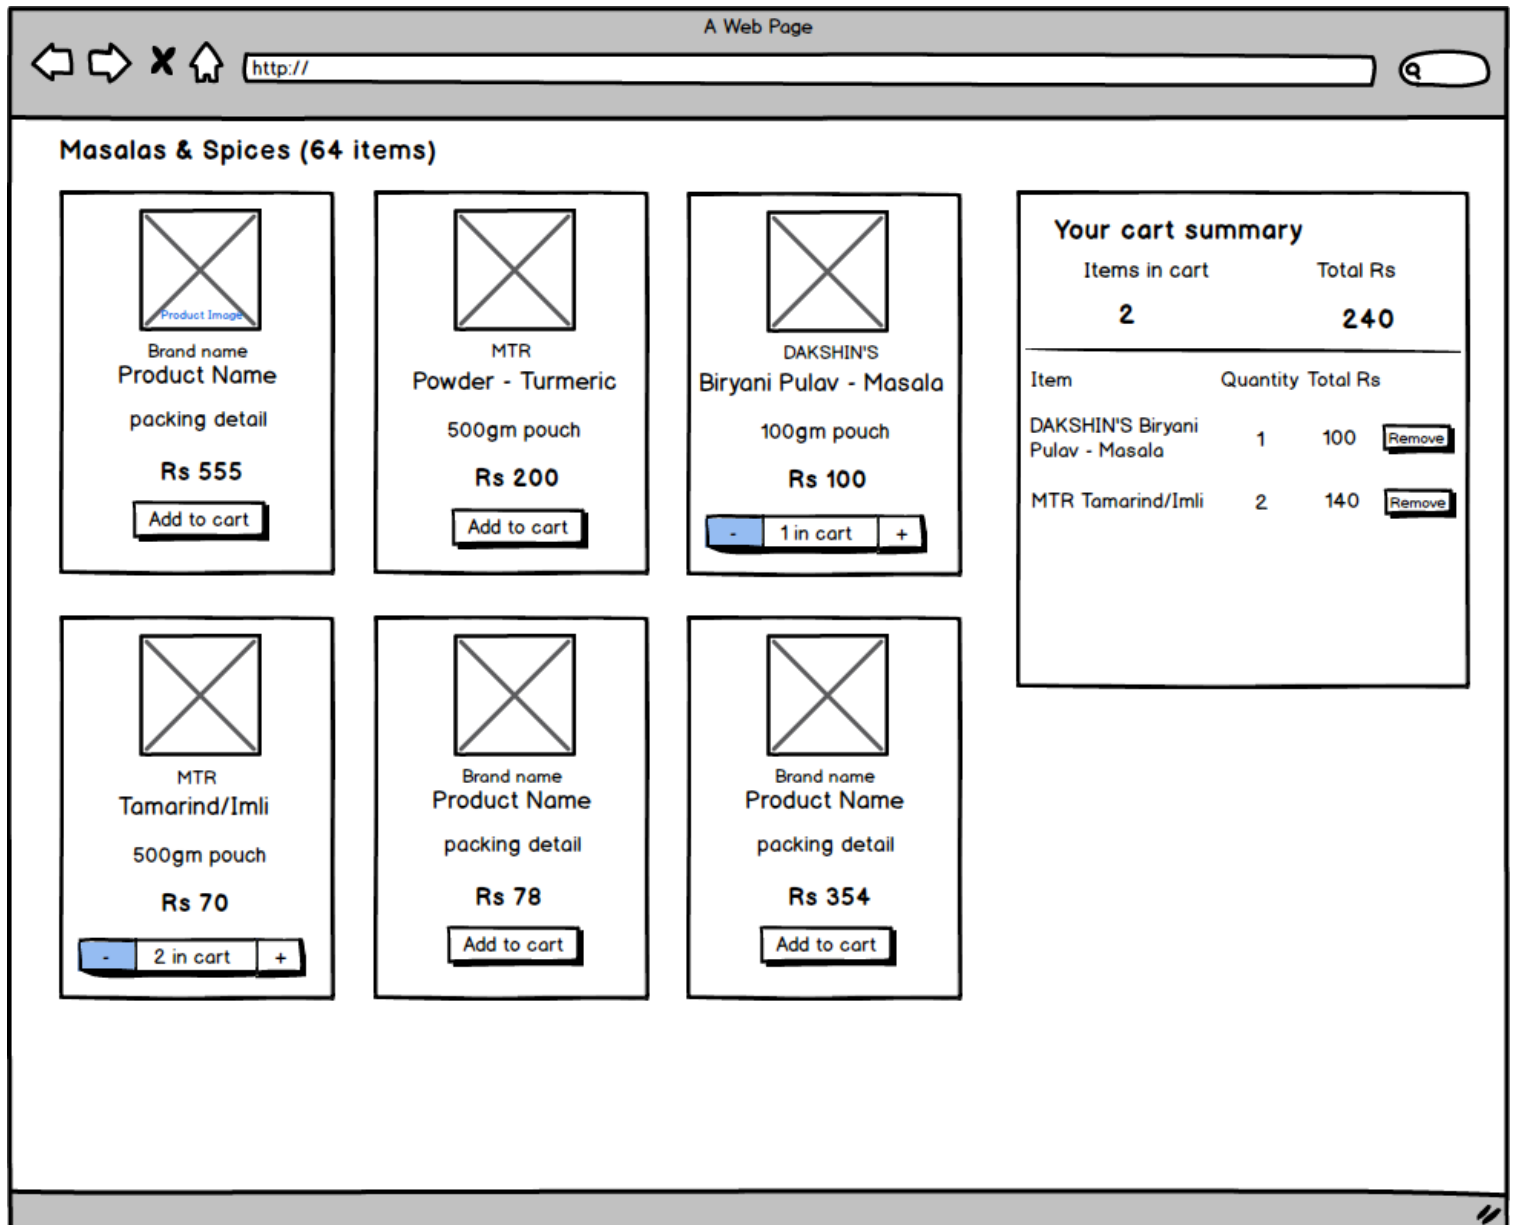 A Web Page
http://
Masalas & Spices (64 items)
Product Image
Brand name
Product Name
packing detail
Rs 555
Add to cart
MTR
Powder - Turmeric
500gm pouch
Rs 200
Add to cart
DAKSHIN'S
Biryani Pulav - Masala
100gm pouch
Rs 100
- 1 in cart +
MTR
Tamarind/Imli
500gm pouch
Rs 70
- 2 in cart +
Brand name
Product Name
packing detail
Rs 78
Add to cart
Brand name
Product Name
packing detail
Rs 354
Add to cart
Your cart summary
Items in cart Total Rs
2 240
Item Quantity Total Rs
DAKSHIN'S Biryani
Pulav - Masala 1 100 Remove
MTR Tamarind/Imli 2 140 Remove